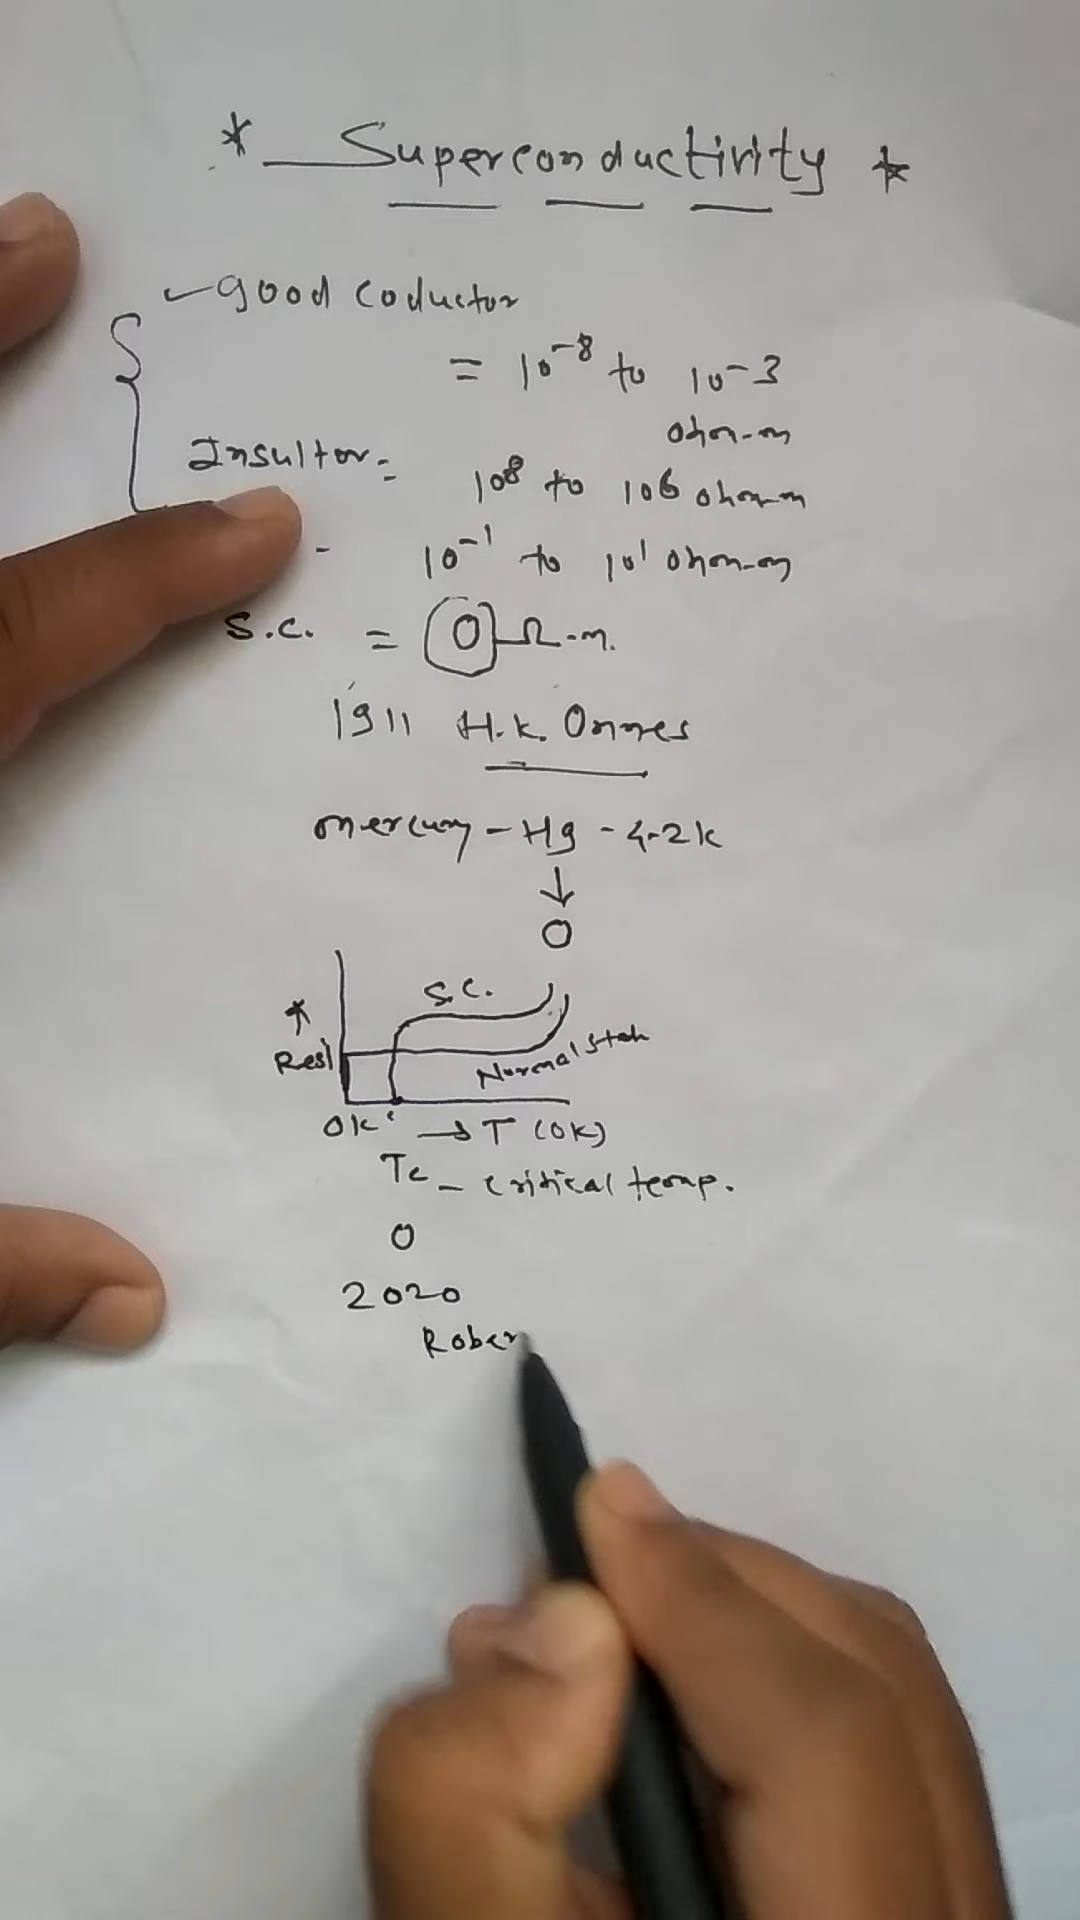 * Superconductivity *
good coductor
= 10⁻⁸ to 10⁻³
ohm-m
Insultor = 10⁸ to 10⁶ ohm-m
- 10⁻¹ to 10¹ ohm-m
S.C. = 0 Ω-m.
1911 H.K. Onnes
mercury - Hg - 4.2k
↓
0
S.C.
Resi
Normal
0k → T (0K)
Tc - critical temp.
0
2020
Rober